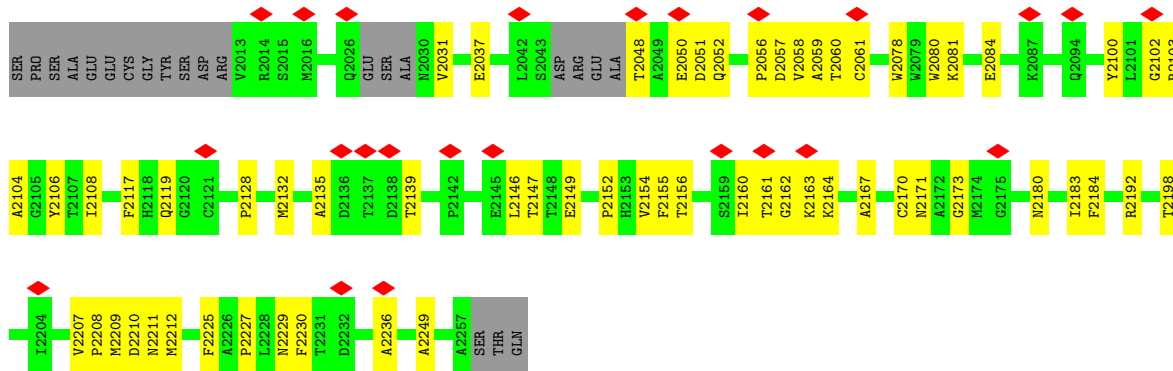 SER PRO SER ALA GLU GLU CYS GLY TYR SER ASP ARG V2013 R2014 S2015 M2016 Q2026 GLU SER ALA N2030 V2031 E2037 L2042 S2043 ASP ARG GLU ALA T2048 A2049 E2050 D2051 Q2052 P2056 D2057 V2058 A2059 T2060 C2061 W2078 W2079 W2080 K2081 E2084 K2087 Q2094 Y2100 L2101 G2102
A2104 G2105 Y2106 T2107 I2108 F2117 H2118 Q2119 G2120 C2121 P2128 M2132 A2135 D2136 T2137 D2138 T2139 P2142 E2145 L2146 T2147 T2148 E2149 P2152 H2153 V2154 F2155 T2156 S2159 I2160 T2161 G2162 K2163 K2164 A2167 C2170 N2171 A2172 G2173 M2174 G2175 N2180 I2183 F2184 R2192 T2198
I2204 V2207 P2208 M2209 D2210 N2211 M2212 F2225 A2226 P2227 L2228 N2229 F2230 T2231 D2232 A2236 A2249 A2257 SER THR GLN